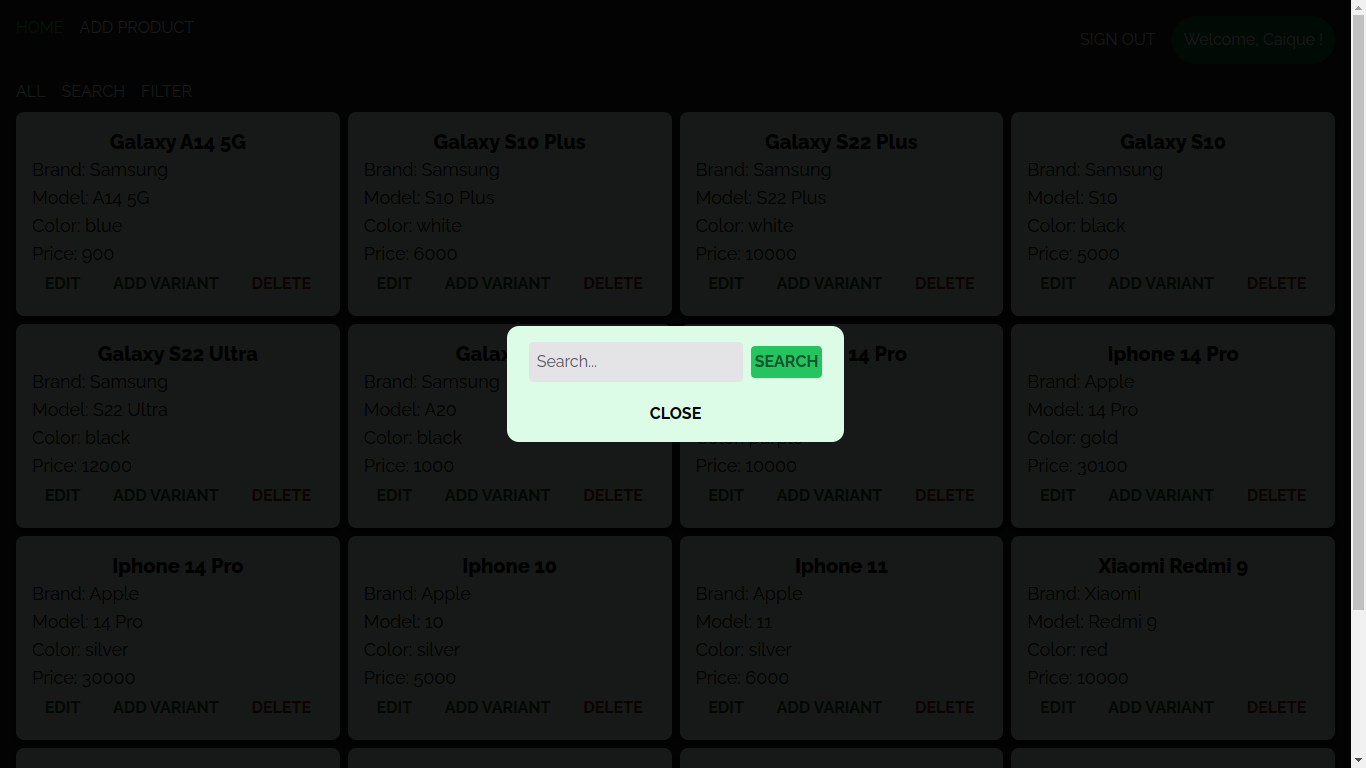 HOME ADD PRODUCT
SIGN OUT Welcome, Caique !
ALL SEARCH FILTER
Galaxy A14 5G
Brand: Samsung
Model: A14 5G
Color: blue
Price: 900
EDIT ADD VARIANT DELETE
Galaxy S10 Plus
Brand: Samsung
Model: S10 Plus
Color: white
Price: 6000
EDIT ADD VARIANT DELETE
Galaxy S22 Plus
Brand: Samsung
Model: S22 Plus
Color: white
Price: 10000
EDIT ADD VARIANT DELETE
Galaxy S10
Brand: Samsung
Model: S10
Color: black
Price: 5000
EDIT ADD VARIANT DELETE
Galaxy S22 Ultra
Brand: Samsung
Model: S22 Ultra
Color: black
Price: 12000
EDIT ADD VARIANT DELETE
Brand: Samsung
Model: A20
Color: black
Price: 1000
EDIT ADD VARIANT DELETE
14 Pro
Price: 10000
EDIT ADD VARIANT DELETE
Iphone 14 Pro
Brand: Apple
Model: 14 Pro
Color: gold
Price: 30100
EDIT ADD VARIANT DELETE
Search... SEARCH
CLOSE
Iphone 14 Pro
Brand: Apple
Model: 14 Pro
Color: silver
Price: 30000
EDIT ADD VARIANT DELETE
Iphone 10
Brand: Apple
Model: 10
Color: silver
Price: 5000
EDIT ADD VARIANT DELETE
Iphone 11
Brand: Apple
Model: 11
Color: silver
Price: 6000
EDIT ADD VARIANT DELETE
Xiaomi Redmi 9
Brand: Xiaomi
Model: Redmi 9
Color: red
Price: 10000
EDIT ADD VARIANT DELETE